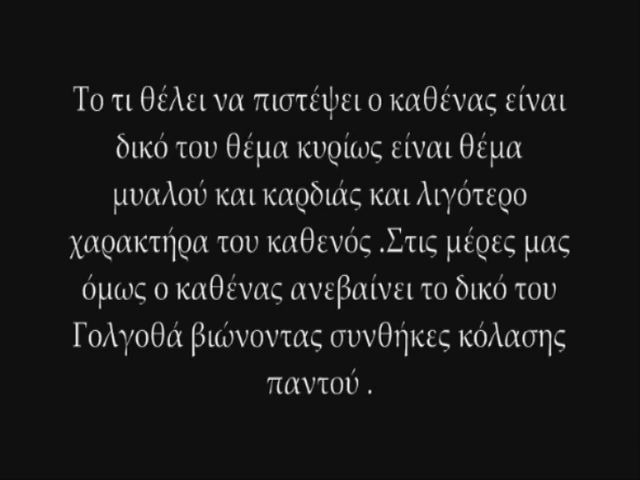 Το τι θέλει να πιστέψει ο καθένας είναι
δικό του θέμα κυρίως είναι θέμα
μυαλού και καρδιάς και λιγότερο
χαρακτήρα του καθενός .Στις μέρες μας
όμως ο καθένας ανεβαίνει το δικό του
Γολγοθά βιώνοντας συνθήκες κόλασης
παντού .